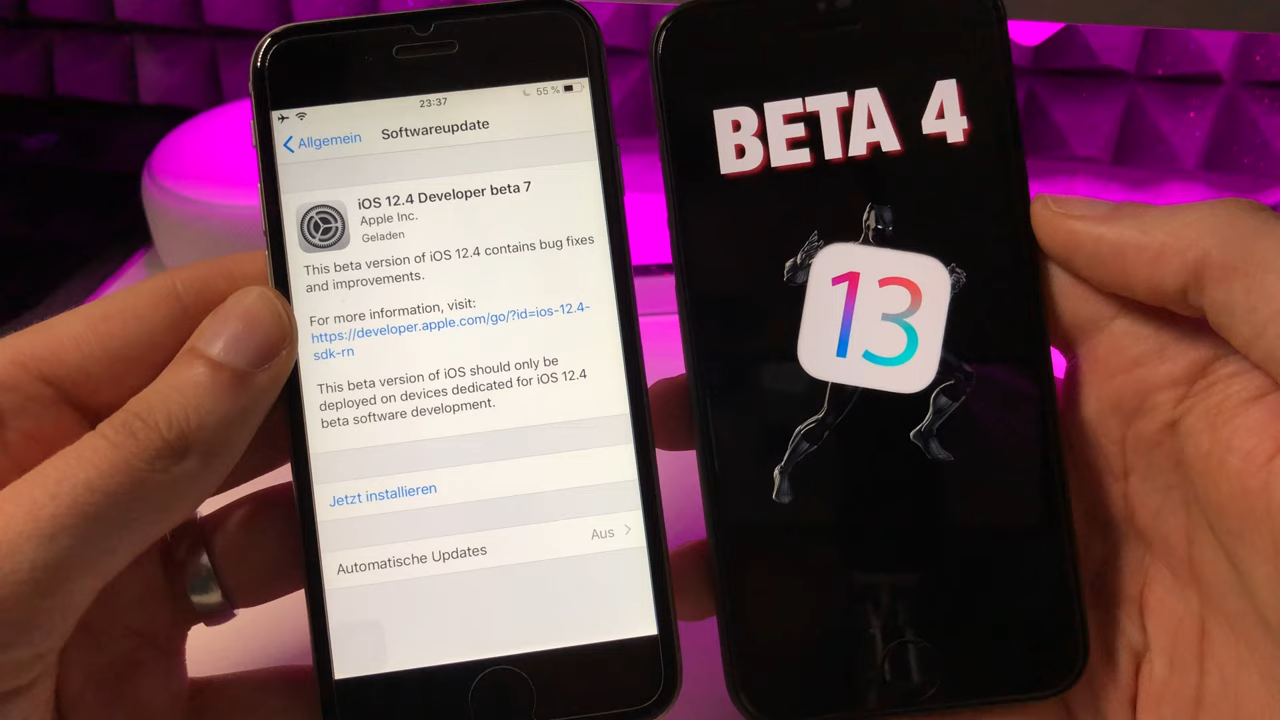 23:37
55 %
Allgemein
Softwareupdate
iOS 12.4 Developer beta 7
Apple Inc.
Geladen
This beta version of iOS 12.4 contains bug fixes
and improvements.
For more information, visit:
https://developer.apple.com/go/?id=ios-12.4-
sdk-rn
This beta version of iOS should only be
deployed on devices dedicated for iOS 12.4
beta software development.
Jetzt installieren
Automatische Updates
Aus
BETA 4
13